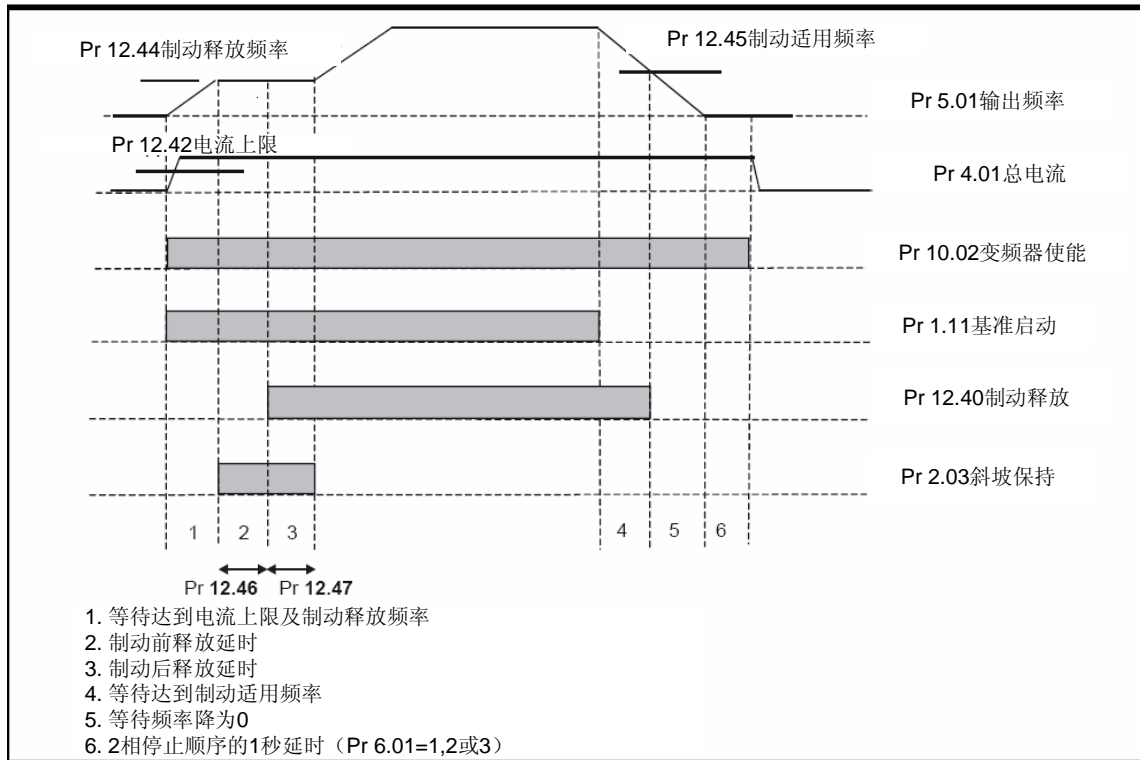 Pr 12.44制动释放频率
Pr 12.45制动适用频率
Pr 5.01输出频率
Pr 12.42电流上限
Pr 4.01总电流
Pr 10.02变频器使能
Pr 1.11基准启动
Pr 12.40制动释放
Pr 2.03斜坡保持
1 2 3 4 5 6
Pr 12.46 Pr 12.47
1. 等待达到电流上限及制动释放频率
2. 制动前释放延时
3. 制动后释放延时
4. 等待达到制动适用频率
5. 等待频率降为0
6. 2相停止顺序的1秒延时（Pr 6.01=1,2或3）